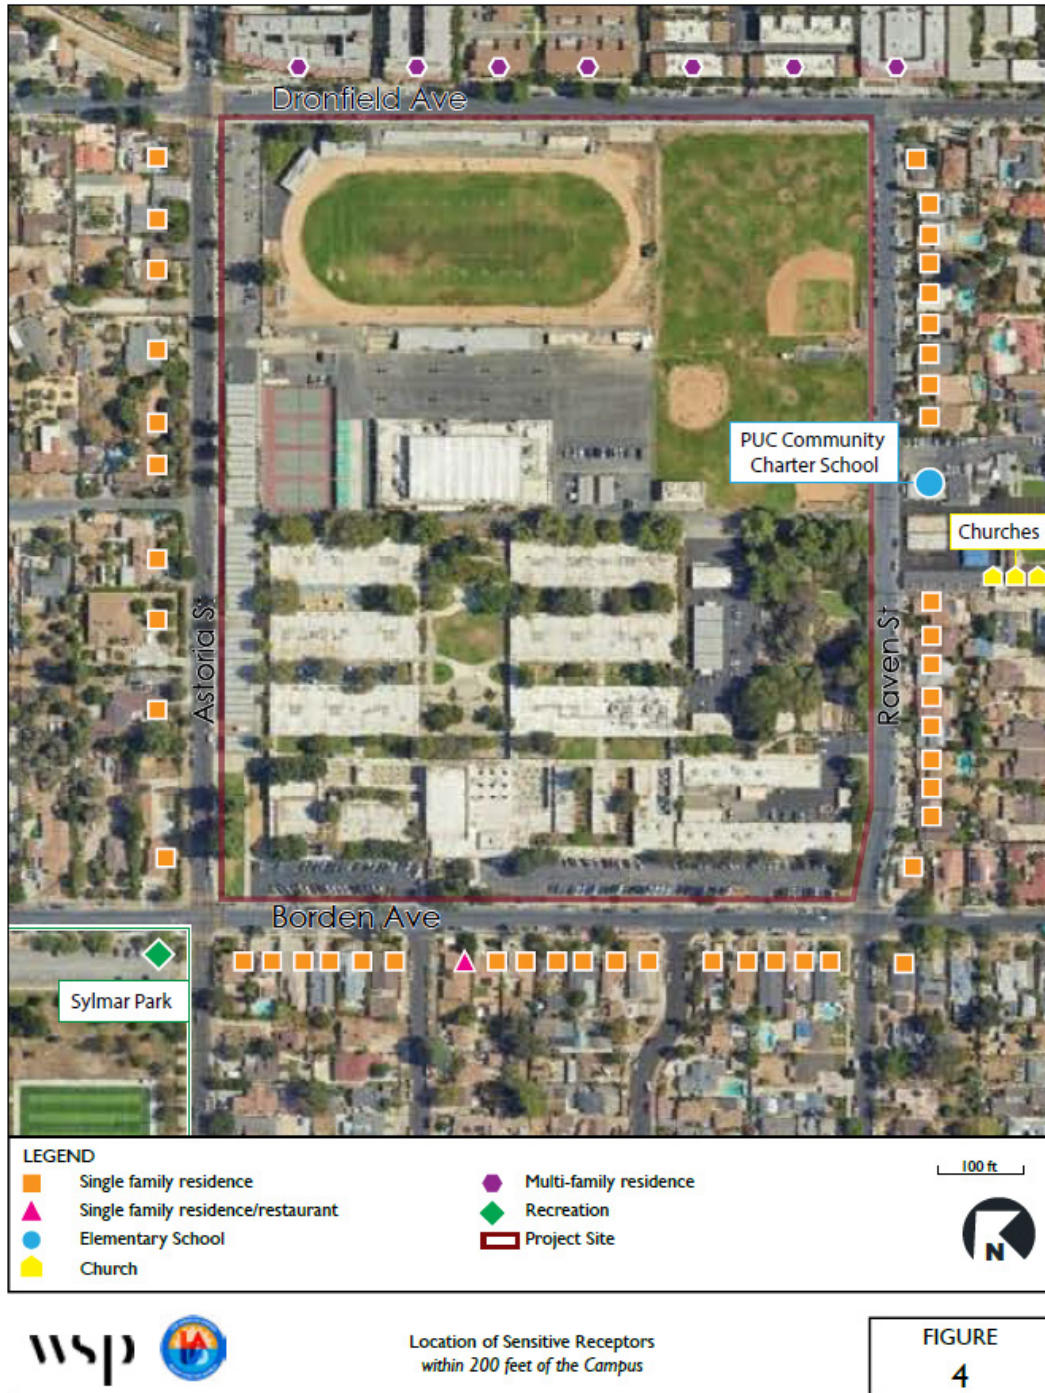 Dronfield Ave
PUC Community
Charter School
Churches
Astoria St
Raven St
Borden Ave
Sylmar Park
LEGEND
Single family residence
Single family residence/restaurant
Elementary School
Church
Multi-family residence
Recreation
Project Site
100 ft
N
wsp
Location of Sensitive Receptors
within 200 feet of the Campus
FIGURE
4